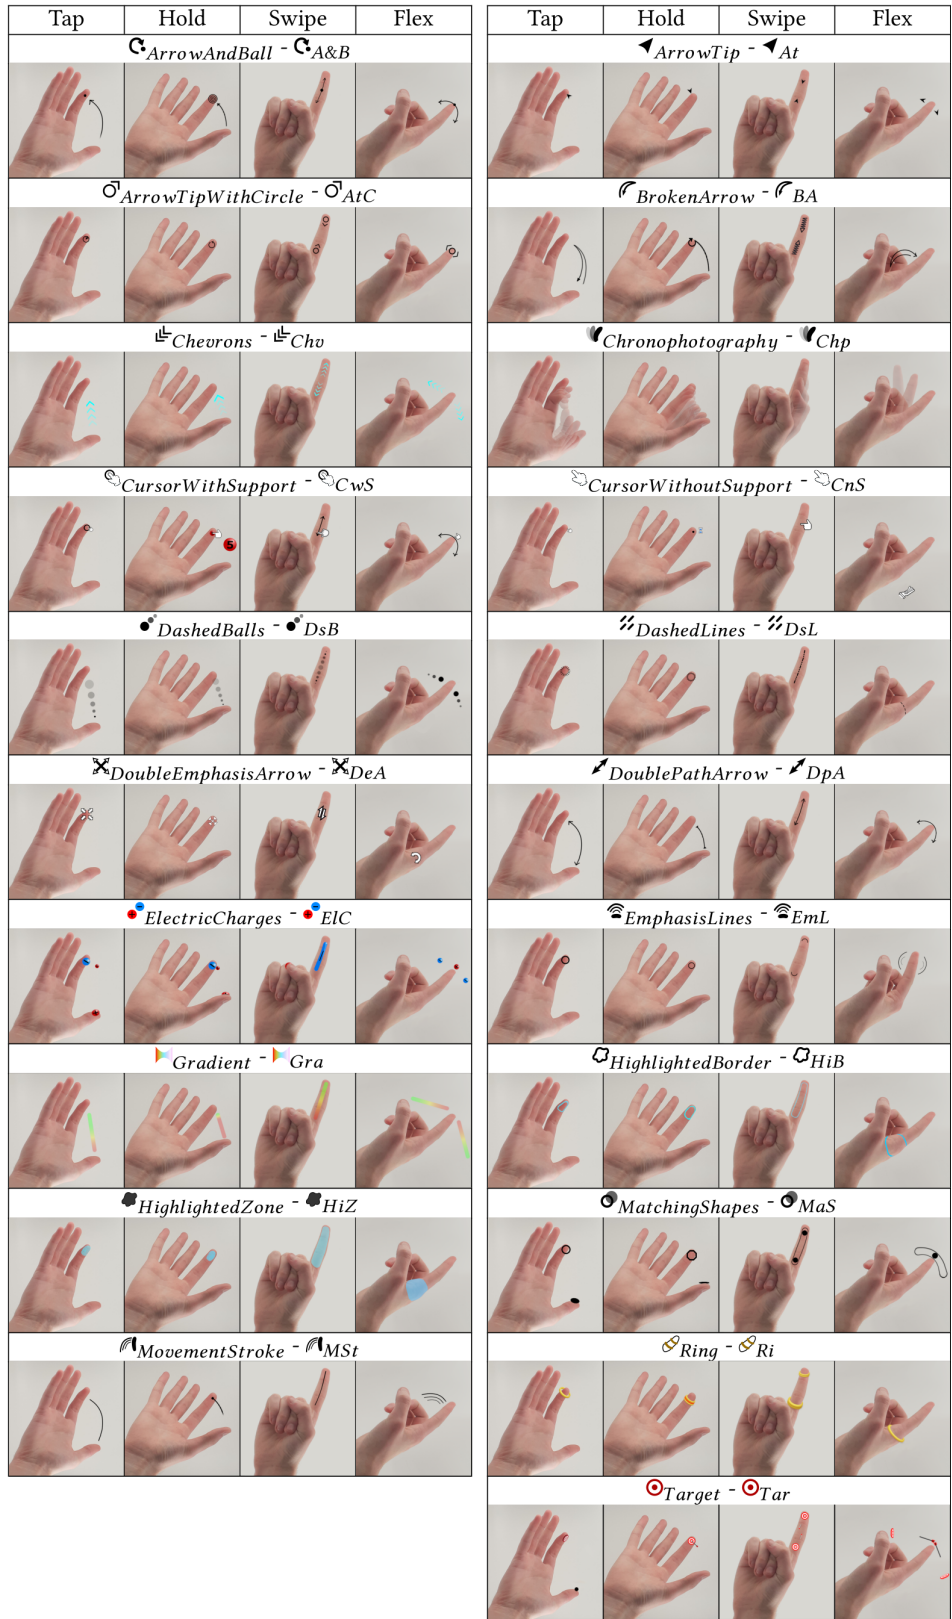 Tap Hold Swipe Flex
ArrowAndBall - A&B
ArrowTipWithCircle - AtC
Chevrons - Chv
CursorWithSupport - CwS
S
DashedBalls - DsB
DoubleEmphasisArrow - DeA
ElectricCharges - ElC
Gradient - Gra
HighlightedZone - HiZ
MovementStroke - MSt
Tap Hold Swipe Flex
ArrowTip - At
BrokenArrow - BA
Chronophotography - Chp
CursorWithoutSupport - CnS
DashedLines - DsL
DoublePathArrow - DpA
EmphasisLines - EmL
HighlightedBorder - HiB
MatchingShapes - MaS
Ring - Ri
Target - Tar